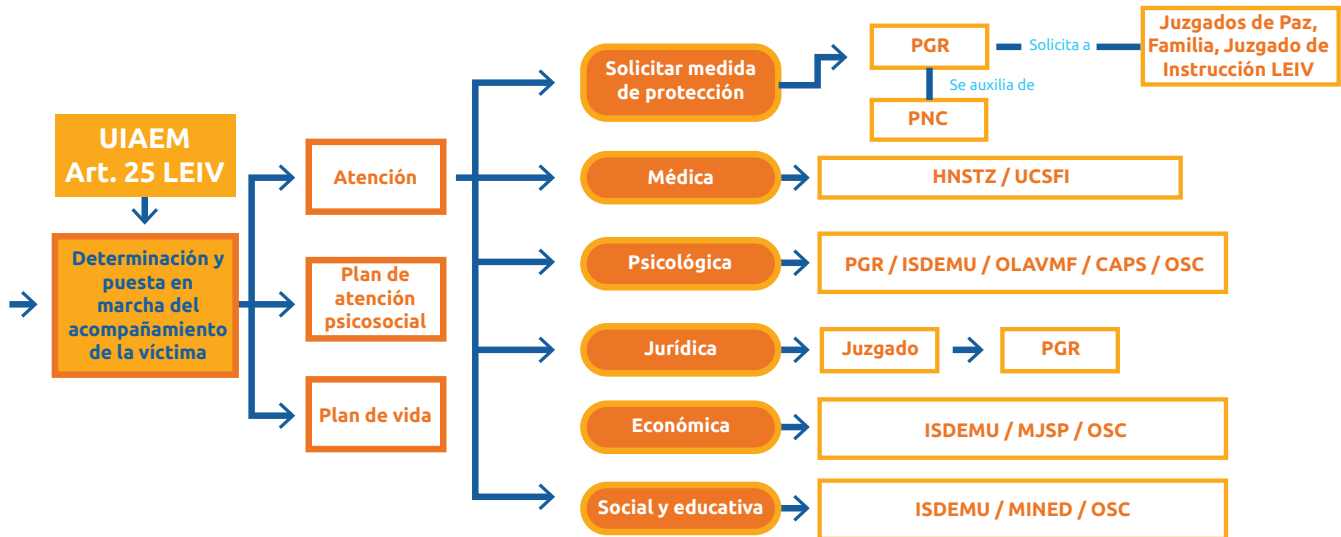 UIAEM
Art. 25 LEIV
Determinación y
puesta en
marcha del
acompañamiento
de la víctima
Atención
Plan de
atención
psicosocial
Plan de vida
Solicitar medida
de protección
PGR
Solicita a
Juzgados de Paz,
Familia, Juzgado de
Instrucción LEIV
Se auxilia de
PNC
Médica
HNSTZ / UCSFI
Psicológica
PGR / ISDEMU / OLAVMF / CAPS / OSC
Jurídica
Juzgado
PGR
Económica
ISDEMU / MJSP / OSC
Social y educativa
ISDEMU / MINED / OSC